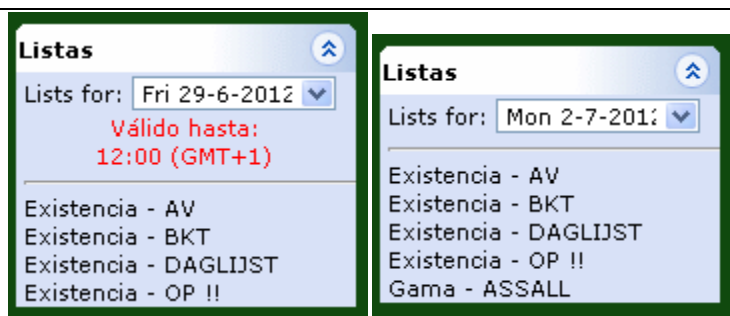 Listas
Lists for: Fri 29-6-2012
Válido hasta:
12:00 (GMT+1)
Existencia - AV
Existencia - BKT
Existencia - DAGLIJST
Existencia - OP !!
Listas
Lists for: Mon 2-7-201
Existencia - AV
Existencia - BKT
Existencia - DAGLIJST
Existencia - OP !!
Gama - ASSALL